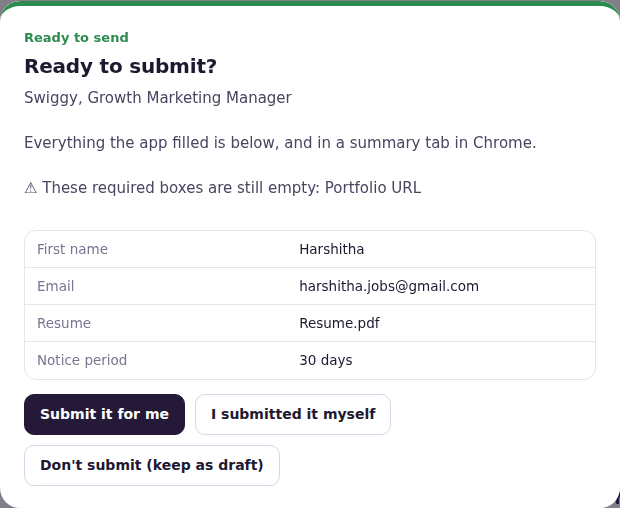 Ready to send
Ready to submit?
Swiggy, Growth Marketing Manager
Everything the app filled is below, and in a summary tab in Chrome.
⚠ These required boxes are still empty: Portfolio URL
First name Harshitha
Email harshitha.jobs@gmail.com
Resume Resume.pdf
Notice period 30 days
Submit it for me I submitted it myself
Don't submit (keep as draft)